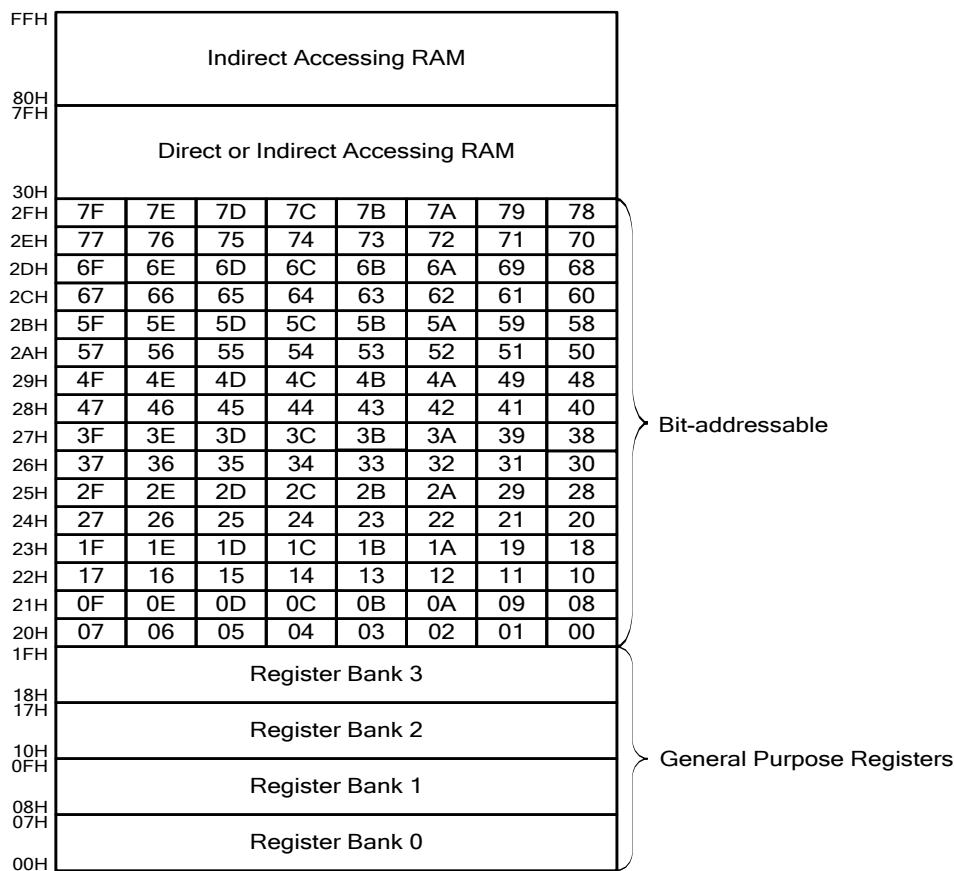 FFH
Indirect Accessing RAM
80H
7FH
Direct or Indirect Accessing RAM
30H
2FH 7F 7E 7D 7C 7B 7A 79 78
2EH 77 76 75 74 73 72 71 70
2DH 6F 6E 6D 6C 6B 6A 69 68
2CH 67 66 65 64 63 62 61 60
2BH 5F 5E 5D 5C 5B 5A 59 58
2AH 57 56 55 54 53 52 51 50
29H 4F 4E 4D 4C 4B 4A 49 48
28H 47 46 45 44 43 42 41 40
Bit-addressable
27H 3F 3E 3D 3C 3B 3A 39 38
26H 37 36 35 34 33 32 31 30
25H 2F 2E 2D 2C 2B 2A 29 28
24H 27 26 25 24 23 22 21 20
23H 1F 1E 1D 1C 1B 1A 19 18
22H 17 16 15 14 13 12 11 10
21H 0F 0E 0D 0C 0B 0A 09 08
20H 07 06 05 04 03 02 01 00
1FH
Register Bank 3
18H
17H
Register Bank 2
10H
General Purpose Registers
0FH
Register Bank 1
08H
07H
Register Bank 0
00H